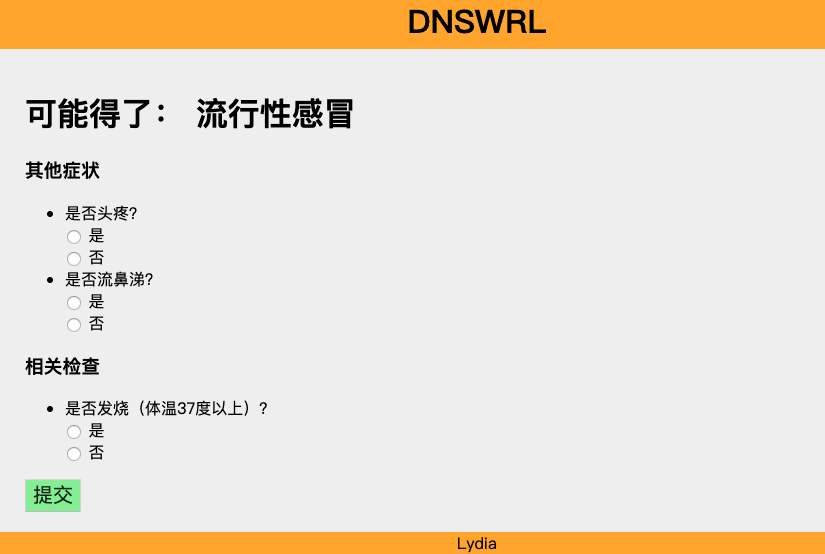 DNSWRL
可能得了： 流行性感冒
其他症状
是否头疼?
是
否
是否流鼻涕?
是
否
相关检查
是否发烧（体温37度以上）?
是
否
提交
Lydia